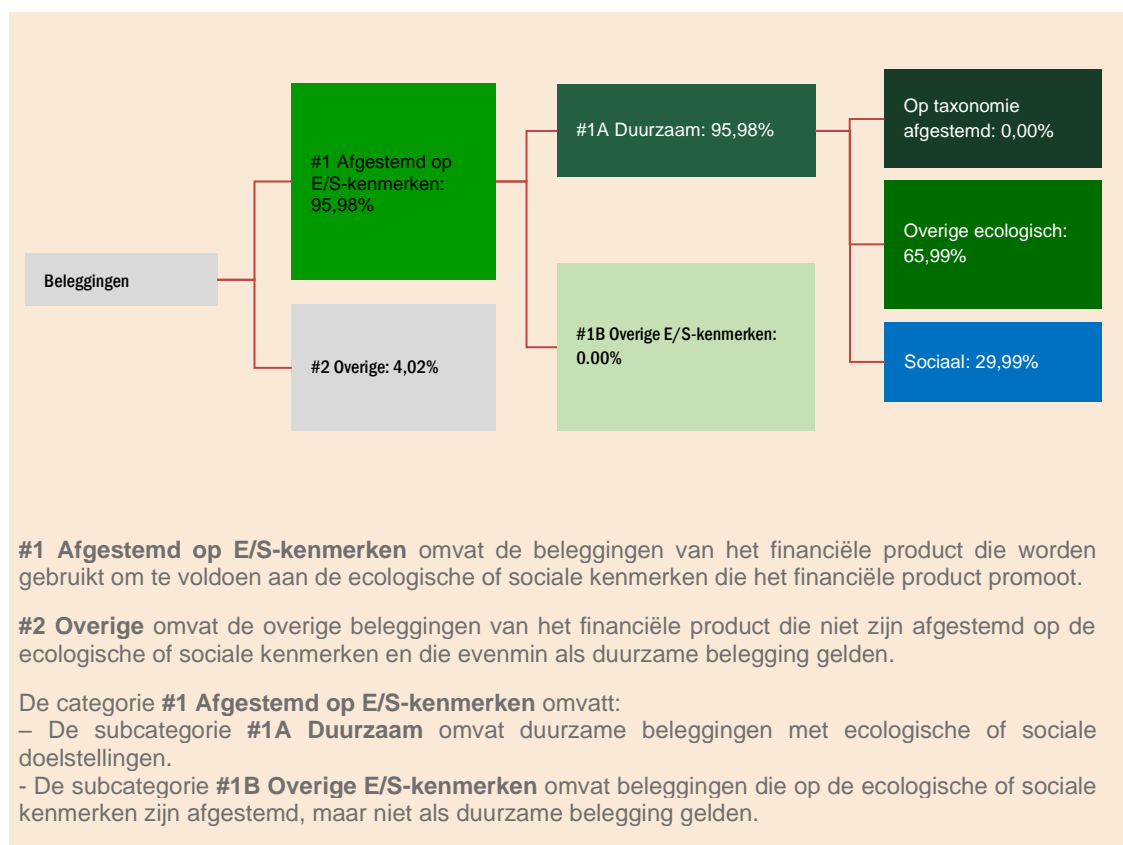 Beleggingen
#1 Afgestemd op
E/S-kenmerken:
95,98%
#2 Overige: 4,02%
#1A Duurzaam: 95,98%
#1B Overige E/S-kenmerken:
0.00%
Op taxonomie
afgestemd: 0,00%
Overige ecologisch:
65,99%
Sociaal: 29,99%
#1 Afgestemd op E/S-kenmerken omvat de beleggingen van het financiële product die worden
gebruikt om te voldoen aan de ecologische of sociale kenmerken die het financiële product promoot.
#2 Overige omvat de overige beleggingen van het financiële product die niet zijn afgestemd op de
ecologische of sociale kenmerken en die evenmin als duurzame belegging gelden.
De categorie #1 Afgestemd op E/S-kenmerken omvatt:
– De subcategorie #1A Duurzaam omvat duurzame beleggingen met ecologische of sociale
doelstellingen.
- De subcategorie #1B Overige E/S-kenmerken omvat beleggingen die op de ecologische of sociale
kenmerken zijn afgestemd, maar niet als duurzame belegging gelden.